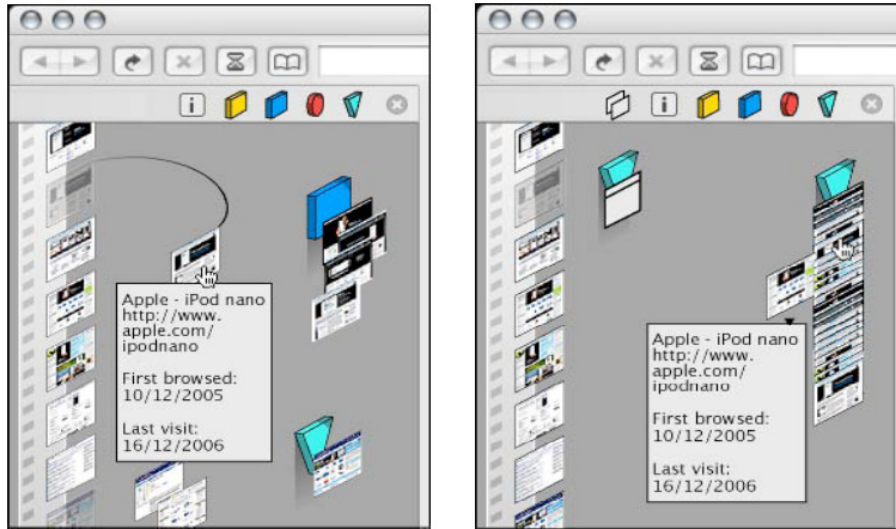 i
Apple - iPod nano
http://www.
apple.com/
ipodnano
First browsed:
10/12/2005
Last visit:
16/12/2006
i
Apple - iPod nano
http://www.
apple.com/
ipodnano
First browsed:
10/12/2005
Last visit:
16/12/2006